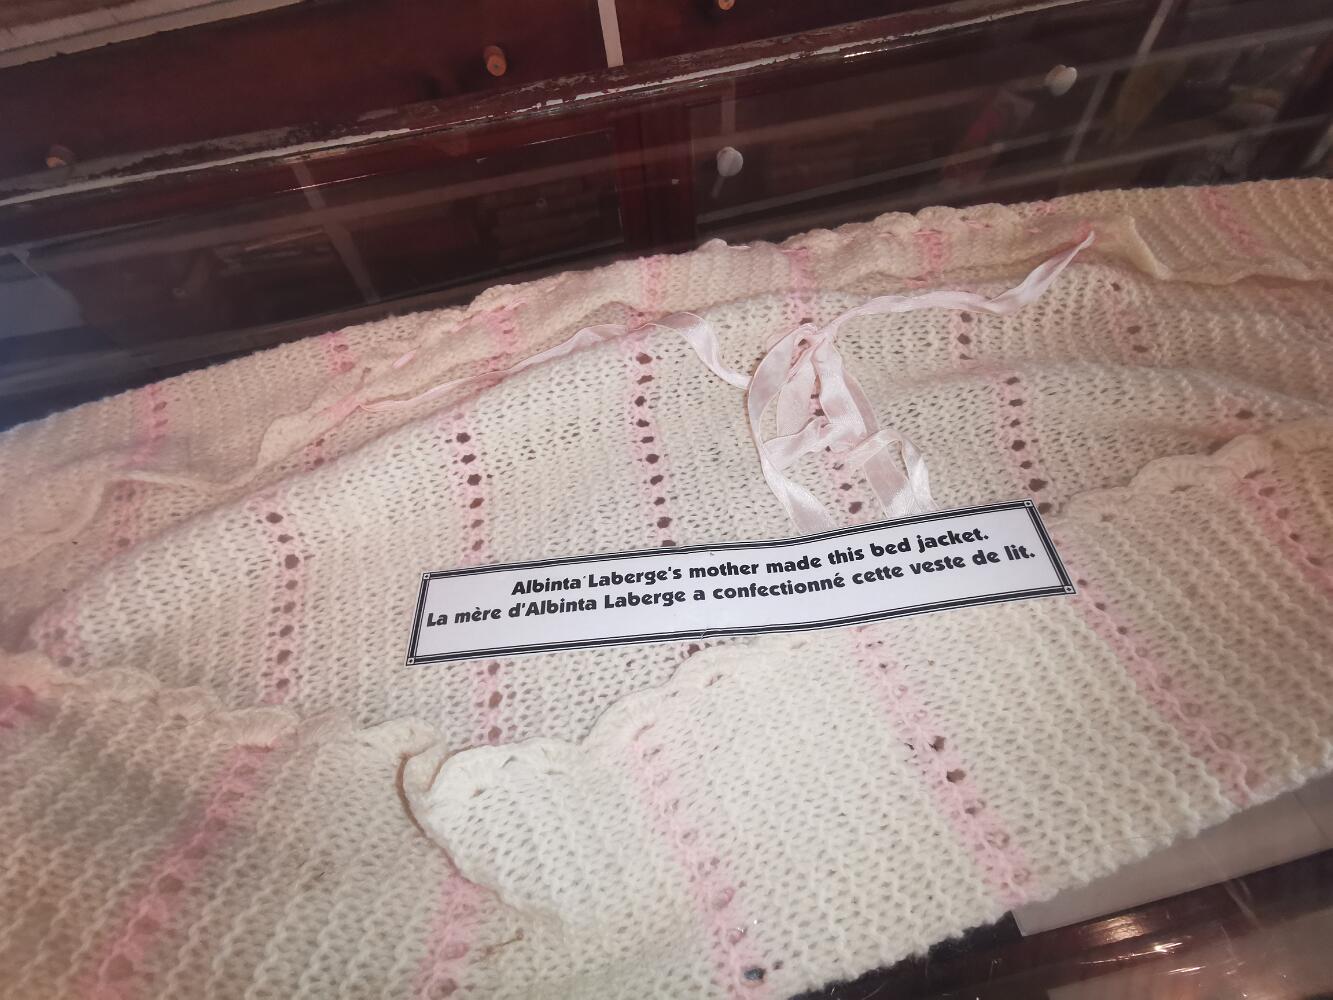 Albinta Laberge's mother made this bed jacket.
La mère d'Albinta Laberge a confectionné cette veste de lit.